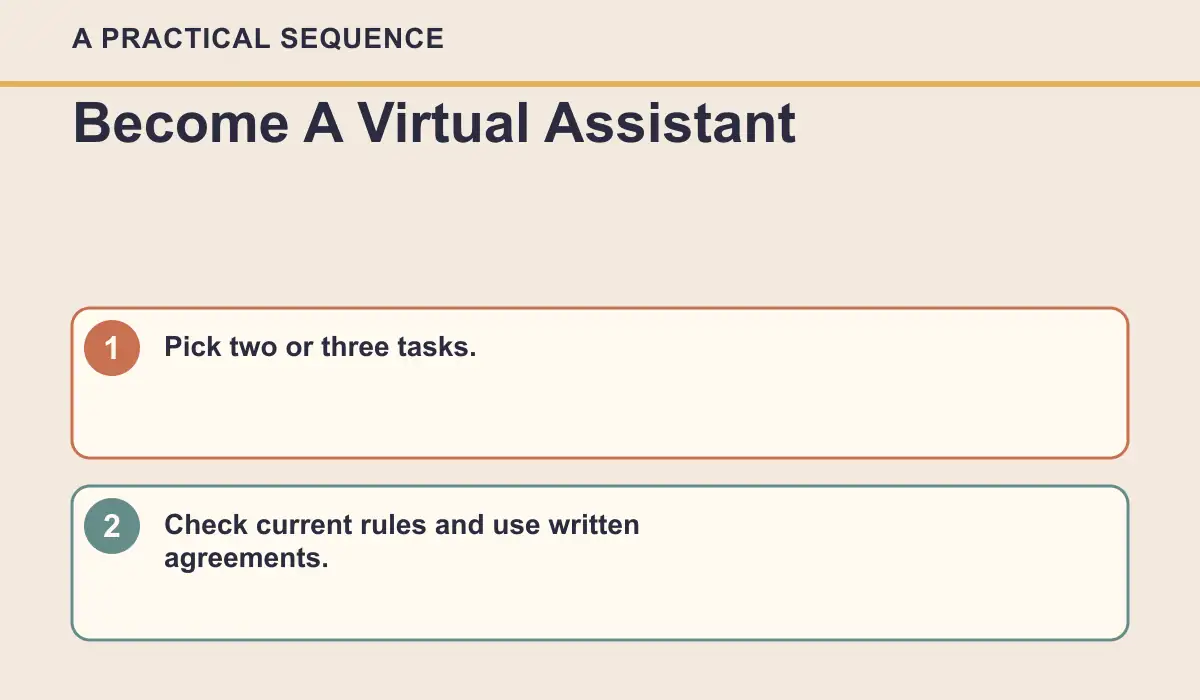 A PRACTICAL SEQUENCE
Become A Virtual Assistant
1
Pick two or three tasks.
2
Check current rules and use written
agreements.